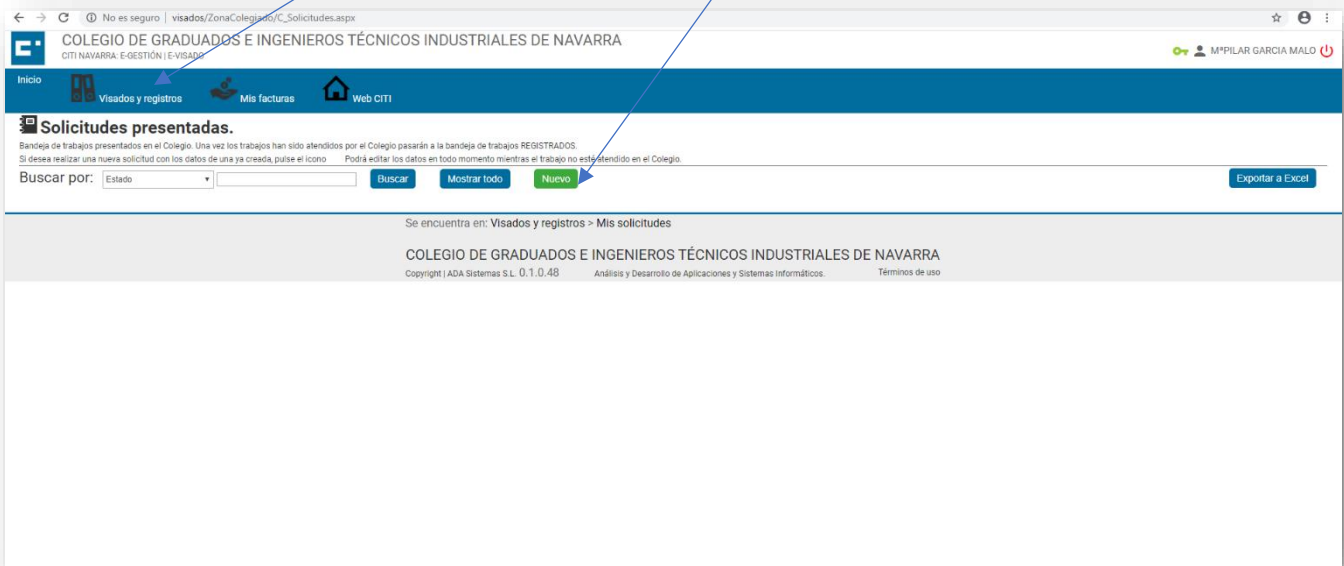 No es seguro | visados/ZonaColegiado/C_Solicitudes.aspx
COLEGIO DE GRADUADOS E INGENIEROS TÉCNICOS INDUSTRIALES DE NAVARRA
CITI NAVARRA: E-GESTIÓN | E-VISADO
MªPILAR GARCIA MALO
Inicio
Visados y registros
Mis facturas
Web CITI
Solicitudes presentadas.
Bandeja de trabajos presentados en el Colegio. Una vez los trabajos han sido atendidos por el Colegio pasarán a la bandeja de trabajos REGISTRADOS.
Si desea realizar una nueva solicitud con los datos de una ya creada, pulse el icono Podrá editar los datos en todo momento mientras el trabajo no esté atendido en el Colegio.
Buscar por: Estado Buscar Mostrar todo Nuevo Exportar a Excel
Se encuentra en: Visados y registros > Mis solicitudes
COLEGIO DE GRADUADOS E INGENIEROS TÉCNICOS INDUSTRIALES DE NAVARRA
Copyright | ADA Sistemas S.L. 0.1.0.48 Análisis y Desarrollo de Aplicaciones y Sistemas Informáticos. Términos de uso